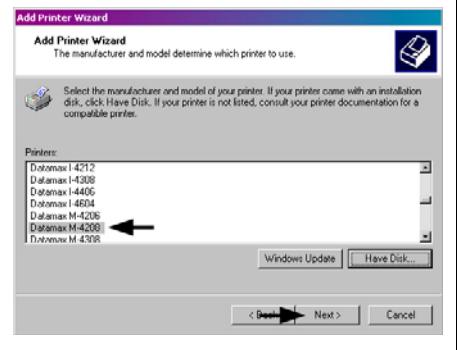 Add Printer Wizard
Add Printer Wizard
The manufacturer and model determine which printer to use.
Select the manufacturer and model of your printer. If your printer came with an installation
disk, click Have Disk. If your printer is not listed, consult your printer documentation for a
compatible printer.
Printers:
Datamax I-4212
Datamax I-4308
Datamax I-4406
Datamax I-4604
Datamax M-4206
Datamax M-4208
Datamax M-4308
Windows Update
Have Disk...
< Back
Next >
Cancel